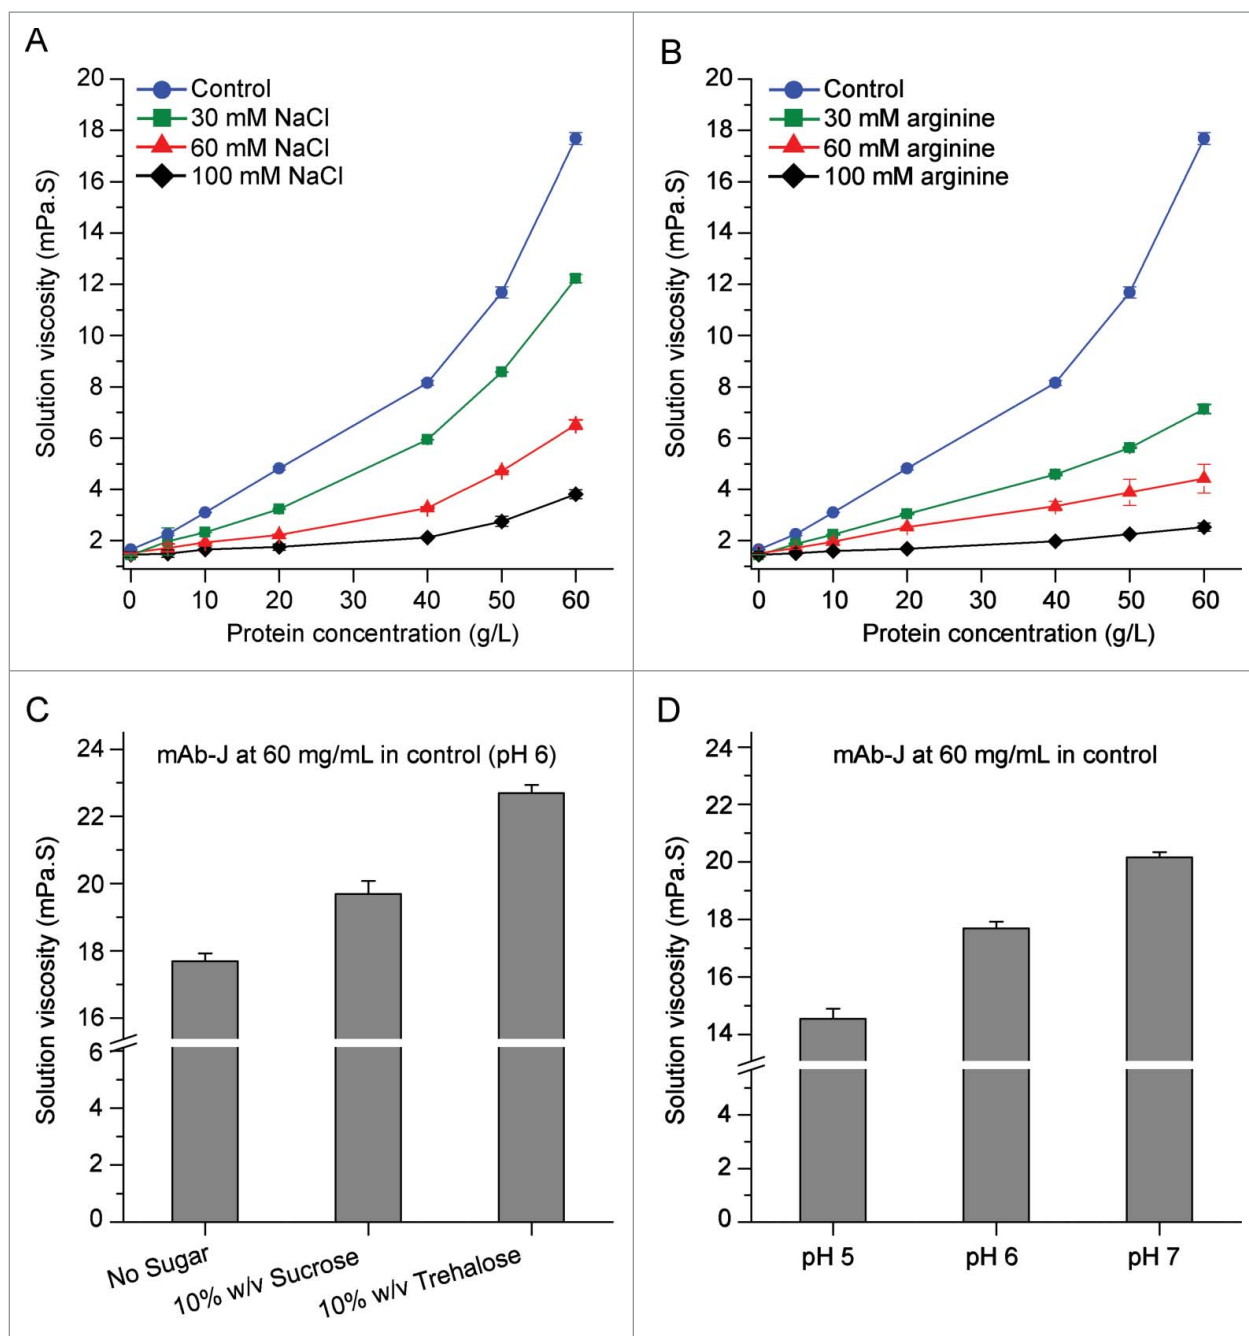 A
Control
30 mM NaCl
60 mM NaCl
100 mM NaCl
Solution viscosity (mPa.S)
20
18
16
14
12
10
8
6
4
2
0
10
20
30
40
50
60
Protein concentration (g/L)
B
Control
30 mM arginine
60 mM arginine
100 mM arginine
Solution viscosity (mPa.S)
20
18
16
14
12
10
8
6
4
2
0
10
20
30
40
50
60
Protein concentration (g/L)
C
mAb-J at 60 mg/mL in control (pH 6)
Solution viscosity (mPa.S)
24
22
20
18
16
6
4
2
0
No Sugar
10% w/v Sucrose
10% w/v Trehalose
D
mAb-J at 60 mg/mL in control
Solution viscosity (mPa.S)
24
22
20
18
16
14
4
2
0
pH 5
pH 6
pH 7